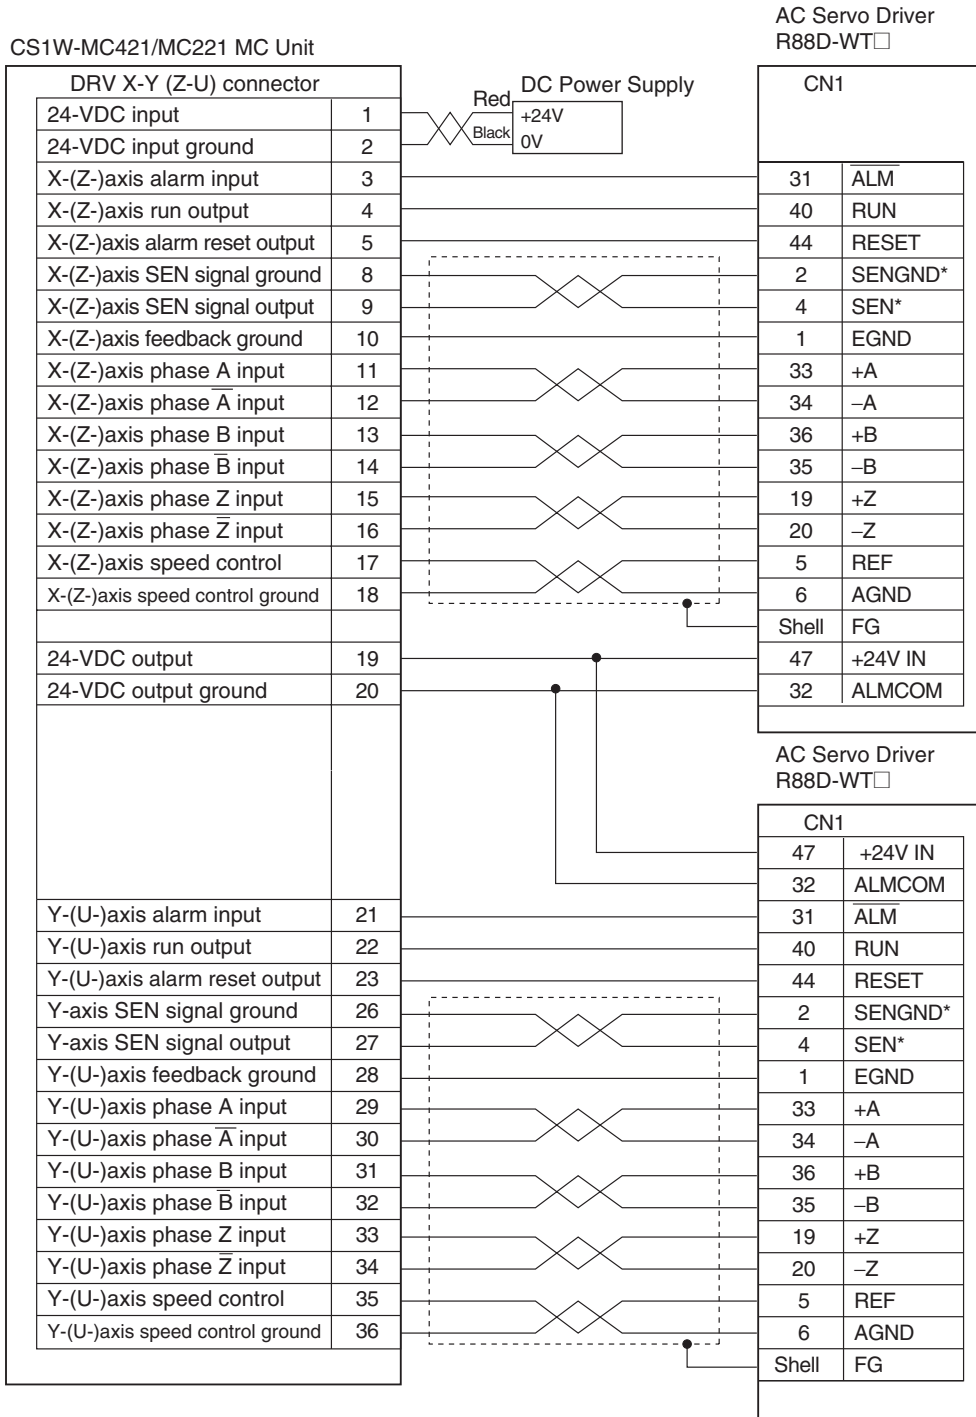 AC Servo Driver
R88D-WT□
CS1W-MC421/MC221 MC Unit
DRV X-Y (Z-U) connector
DC Power Supply
CN1
Red
24-VDC input 1
+24V
Black
24-VDC input ground 2
0V
X-(Z-)axis alarm input 3 31 A̅L̅M̅
X-(Z-)axis run output 4 40 RUN
X-(Z-)axis alarm reset output 5 44 RESET
X-(Z-)axis SEN signal ground 8 2 SENGND*
X-(Z-)axis SEN signal output 9 4 SEN*
X-(Z-)axis feedback ground 10 1 EGND
X-(Z-)axis phase A input 11 33 +A
X-(Z-)axis phase A̅ input 12 34 –A
X-(Z-)axis phase B input 13 36 +B
X-(Z-)axis phase B̅ input 14 35 –B
X-(Z-)axis phase Z input 15 19 +Z
X-(Z-)axis phase Z̅ input 16 20 –Z
X-(Z-)axis speed control 17 5 REF
X-(Z-)axis speed control ground 18 6 AGND
Shell FG
24-VDC output 19 47 +24V IN
24-VDC output ground 20 32 ALMCOM
AC Servo Driver
R88D-WT□
CN1
47 +24V IN
32 ALMCOM
Y-(U-)axis alarm input 21 31 A̅L̅M̅
Y-(U-)axis run output 22 40 RUN
Y-(U-)axis alarm reset output 23 44 RESET
Y-axis SEN signal ground 26 2 SENGND*
Y-axis SEN signal output 27 4 SEN*
Y-(U-)axis feedback ground 28 1 EGND
Y-(U-)axis phase A input 29 33 +A
Y-(U-)axis phase A̅ input 30 34 –A
Y-(U-)axis phase B input 31 36 +B
Y-(U-)axis phase B̅ input 32 35 –B
Y-(U-)axis phase Z input 33 19 +Z
Y-(U-)axis phase Z̅ input 34 20 –Z
Y-(U-)axis speed control 35 5 REF
Y-(U-)axis speed control ground 36 6 AGND
Shell FG